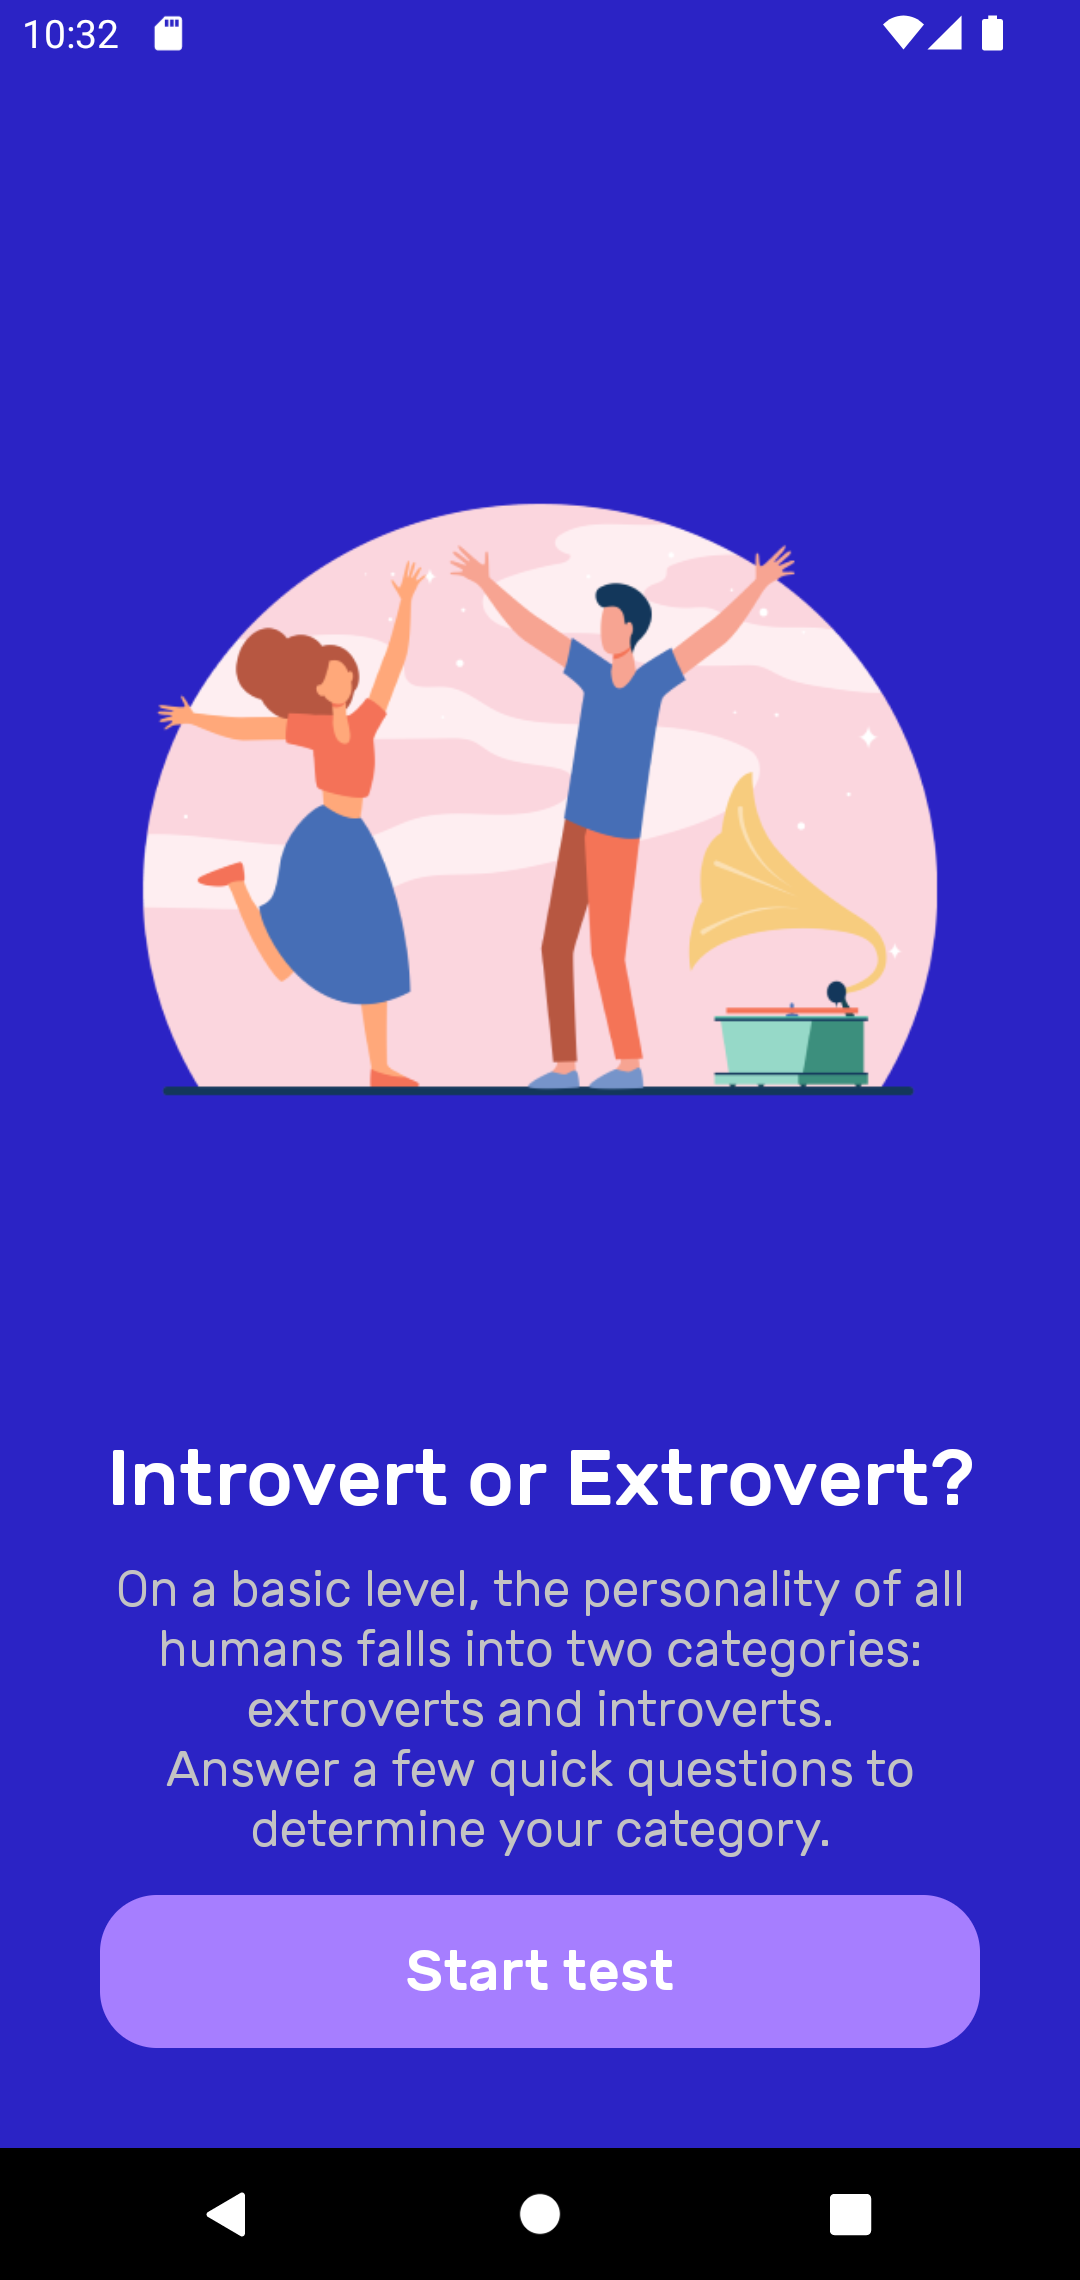 10:32
Introvert or Extrovert?
On a basic level, the personality of all
humans falls into two categories:
extroverts and introverts.
Answer a few quick questions to
determine your category.
Start test